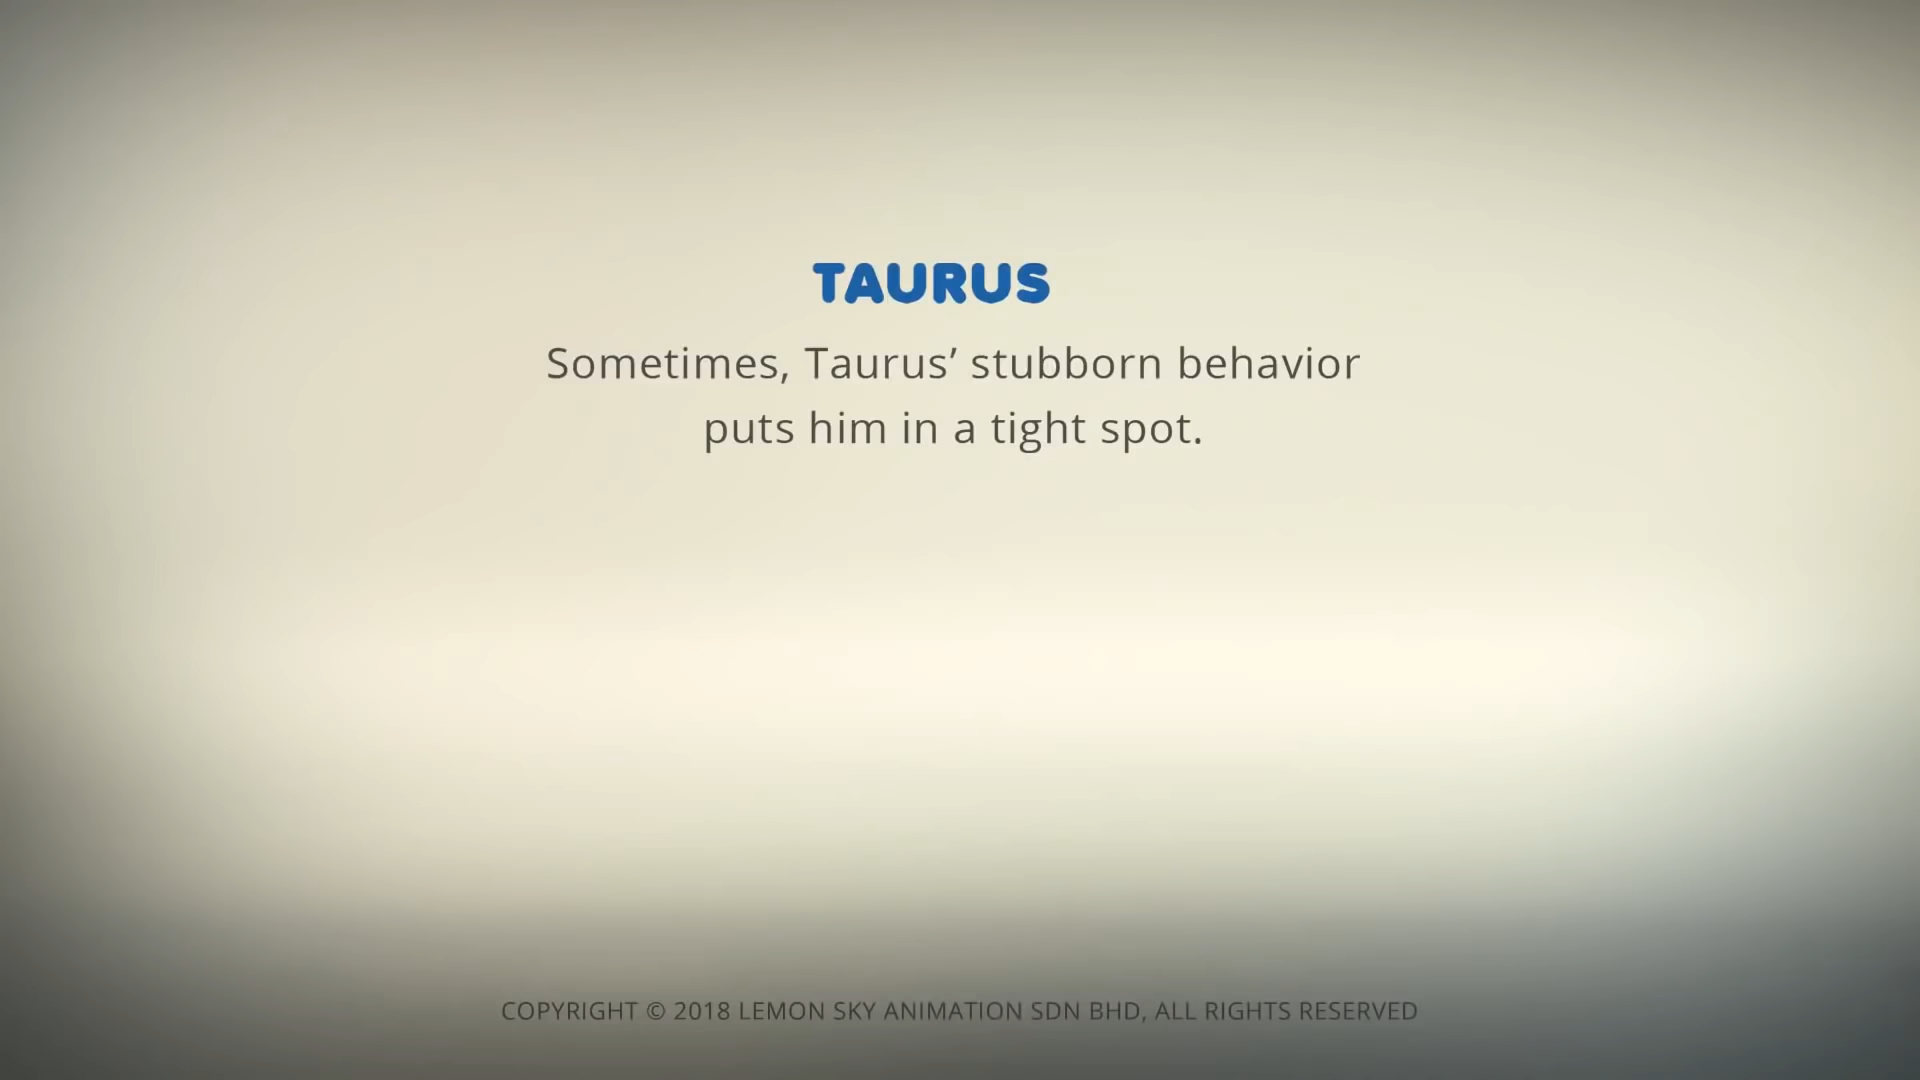 TAURUS
Sometimes, Taurus’ stubborn behavior
puts him in a tight spot.
COPYRIGHT © 2018 LEMON SKY ANIMATION SDN BHD, ALL RIGHTS RESERVED